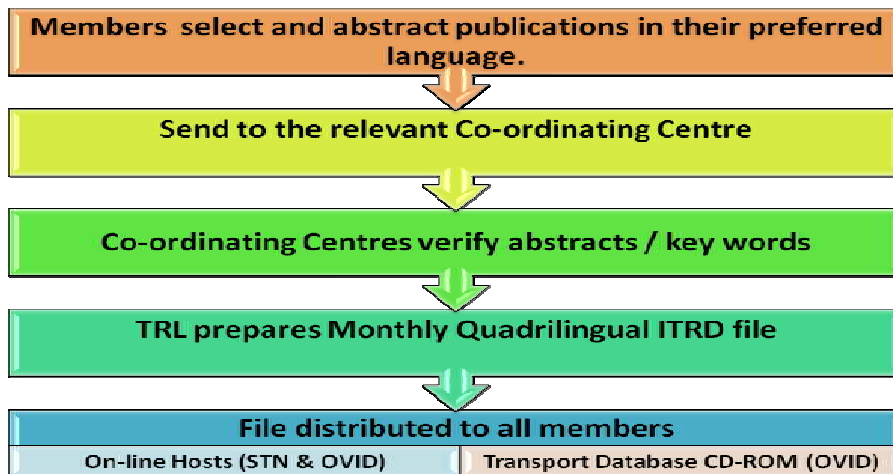 Members select and abstract publications in their preferred
language.
Send to the relevant Co-ordinating Centre
Co-ordinating Centres verify abstracts / key words
TRL prepares Monthly Quadrilingual ITRD file
File distributed to all members
On-line Hosts (STN & OVID)
Transport Database CD-ROM (OVID)